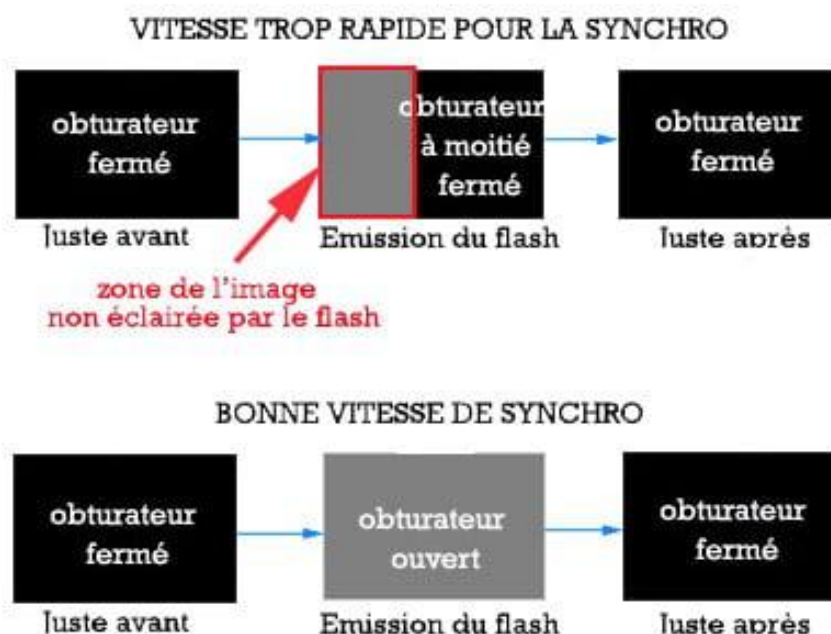 VITESSE TROP RAPIDE POUR LA SYNCHRO
obturateur
fermé
obturateur
à moitié
fermé
obturateur
fermé
Juste avant
Emission du flash
Juste après
zone de l'image
non éclairée par le flash
BONNE VITESSE DE SYNCHRO
obturateur
fermé
obturateur
ouvert
obturateur
fermé
Juste avant
Emission du flash
Juste après